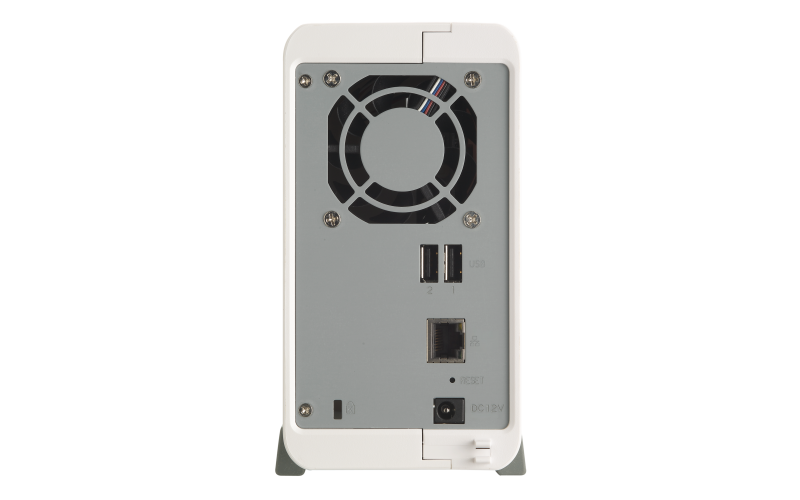 USB
2 1
RESET
DC-12V